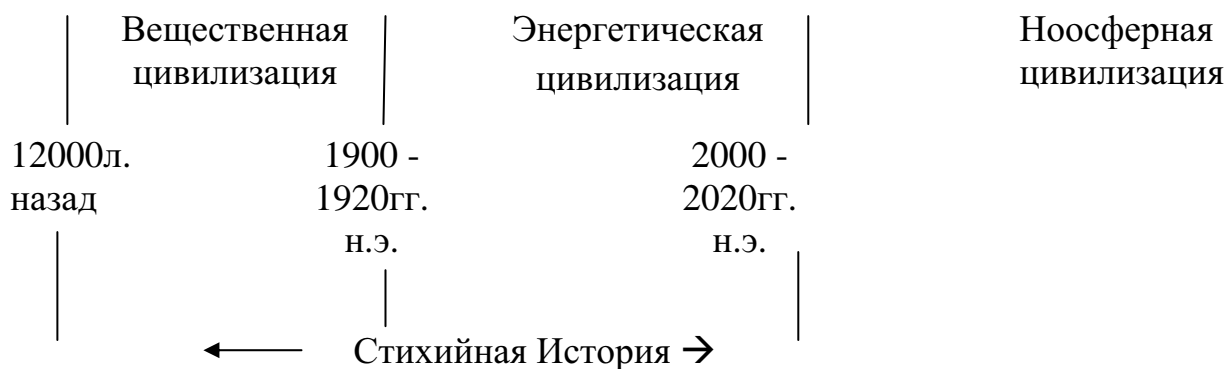 Вещественная Энергетическая Ноосферная
цивилизация цивилизация цивилизация
12000л. 1900 - 2000 -
назад 1920гг. 2020гг.
н.э. н.э.
Стихийная История →